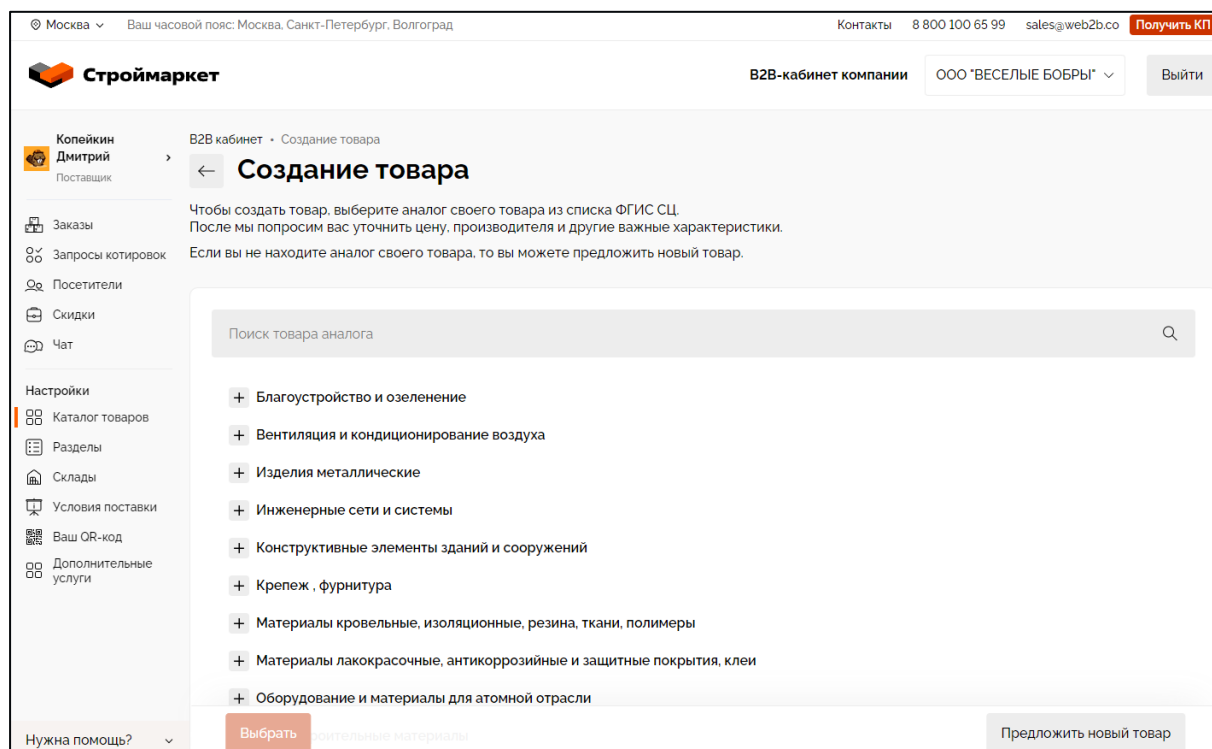 Москва
Ваш часовой пояс: Москва, Санкт-Петербург, Волгоград
Контакты
8 800 100 65 99
sales@web2b.co
Получить КП
Строймаркет
B2B-кабинет компании
ООО "ВЕСЕЛЫЕ БОБРЫ"
Выйти
Копейкин
Дмитрий
Поставщик
Заказы
Запросы котировок
Посетители
Скидки
Чат
Настройки
Каталог товаров
Разделы
Склады
Условия поставки
Ваш QR-код
Дополнительные
услуги
Нужна помощь?
B2B кабинет • Создание товара
Создание товара
Чтобы создать товар, выберите аналог своего товара из списка ФГИС СЦ.
После мы попросим вас уточнить цену, производителя и другие важные характеристики.
Если вы не находите аналог своего товара, то вы можете предложить новый товар.
Поиск товара аналога
Благоустройство и озеленение
Вентиляция и кондиционирование воздуха
Изделия металлические
Инженерные сети и системы
Конструктивные элементы зданий и сооружений
Крепеж , фурнитура
Материалы кровельные, изоляционные, резина, ткани, полимеры
Материалы лакокрасочные, антикоррозийные и защитные покрытия, клеи
Оборудование и материалы для атомной отрасли
материалы
Выбрать
Предложить новый товар